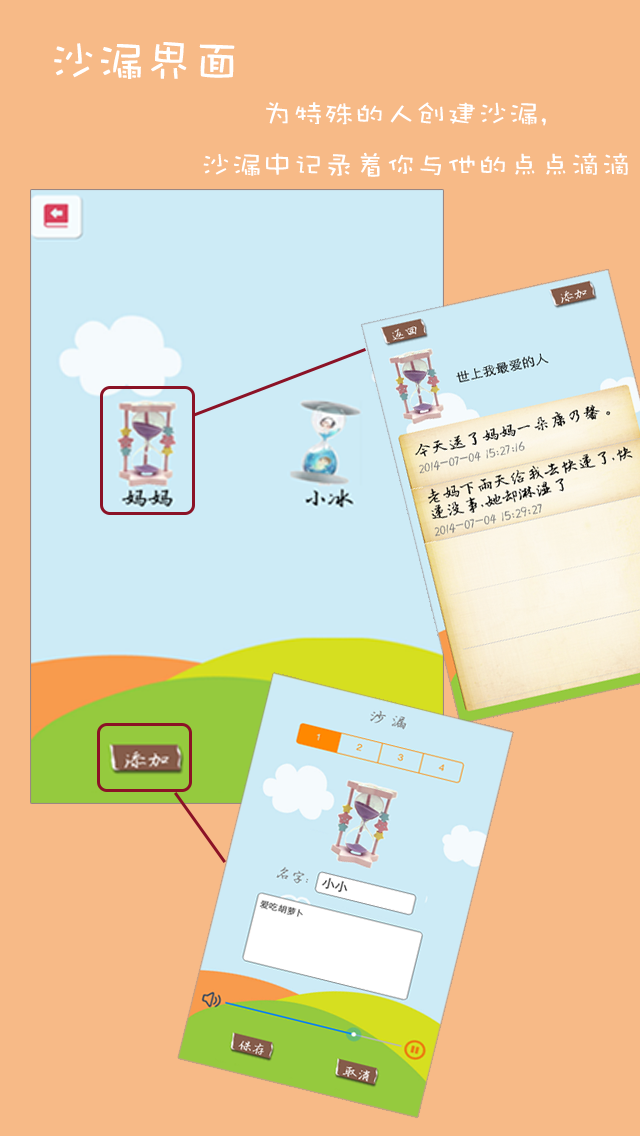 沙漏界面
为特殊的人创建沙漏，
沙漏中记录着你与他的点点滴滴
妈妈
小冰
添加
返回
添加
世上我最爱的人
今天送了妈妈一朵康乃馨。
2014-07-04 15:27:16
老妈下雨天给我去快递了，快
递没事，她却淋湿了
2014-07-04 15:29:27
沙漏
1 2 3 4
名字：
小小
爱吃胡萝卜
保存
取消